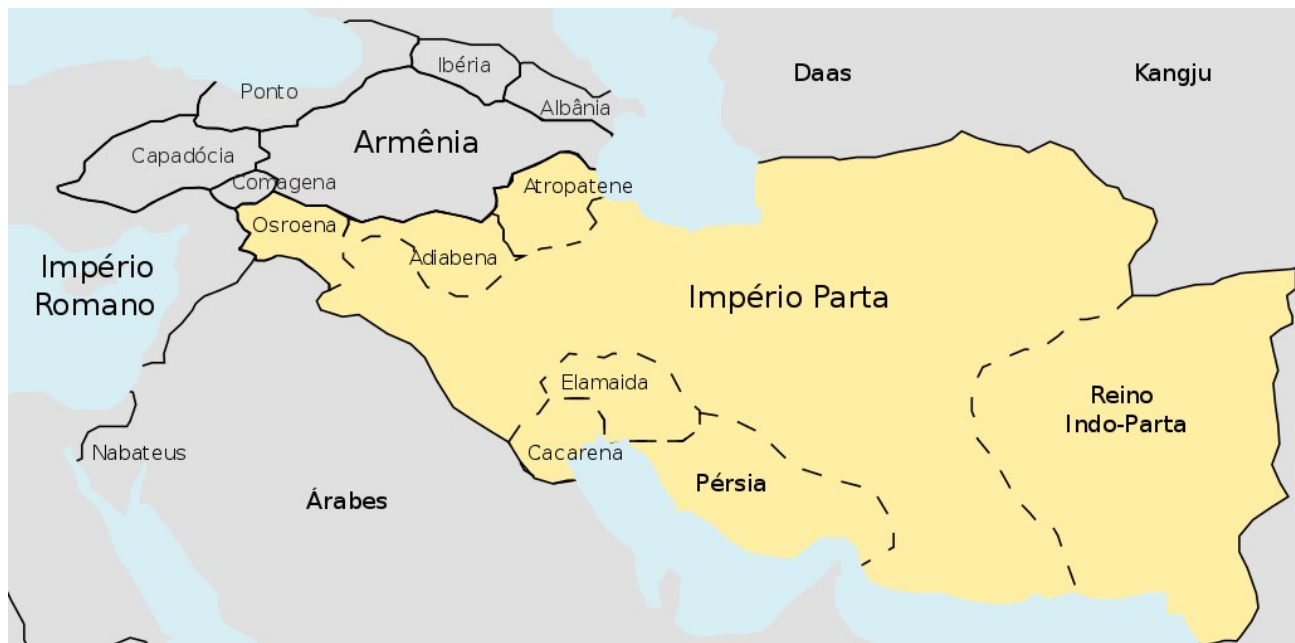 Ibéria
Daas
Kangju
Ponto
Albânia
Armênia
Capadócia
Comagena
Atropatene
Osroena
Adiabena
Império
Romano
Império Parta
Elamaida
Reino
Indo-Parta
Nabateus
Cacarena
Pérsia
Árabes